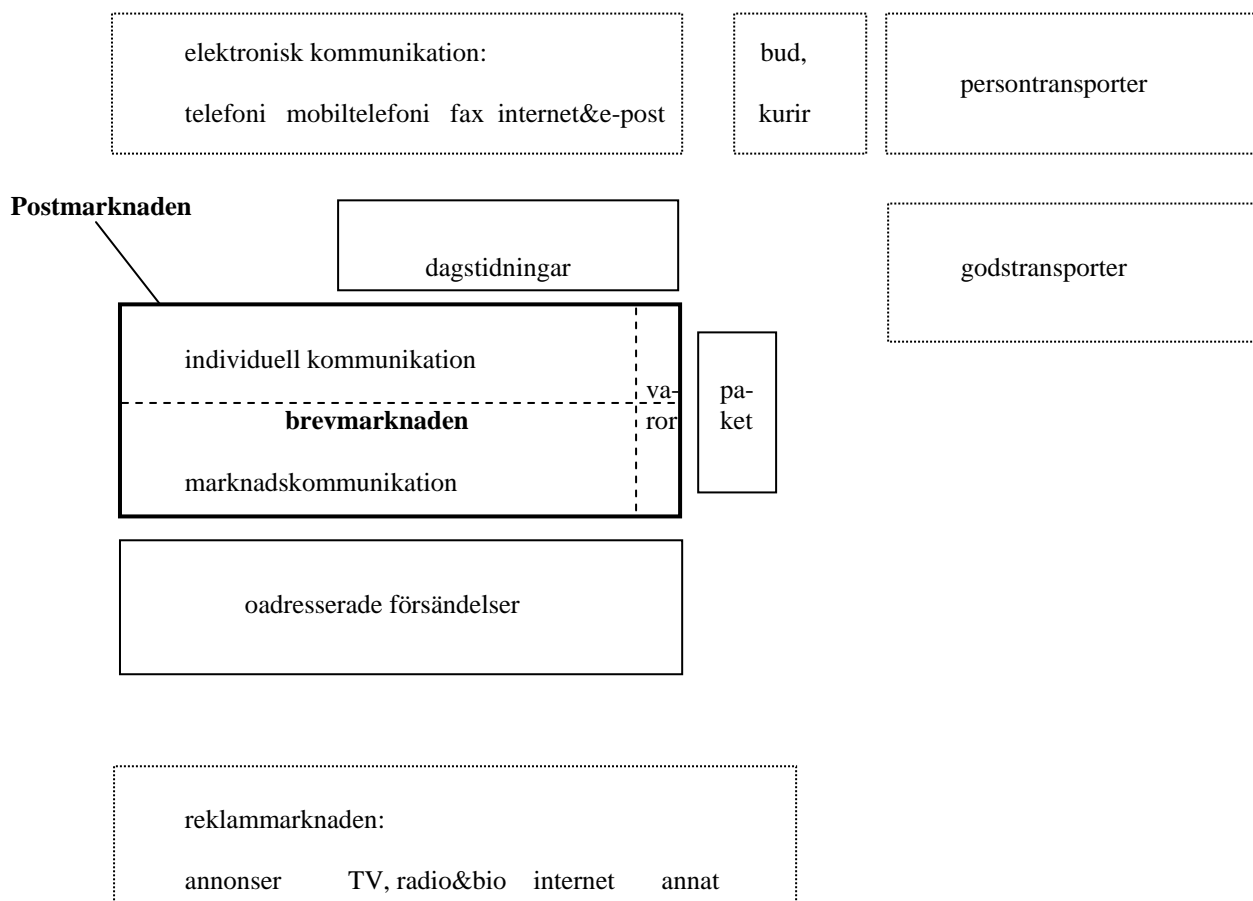 elektronisk kommunikation:
telefoni mobiltelefoni fax internet&e-post
bud,
kurir
persontransporter
Postmarknaden
dagstidningar
godstransporter
individuell kommunikation
brevmarknaden
marknadskommunikation
va-
ror
pa-
ket
oadresserade försändelser
reklammarknaden:
annonser TV, radio&bio internet annat